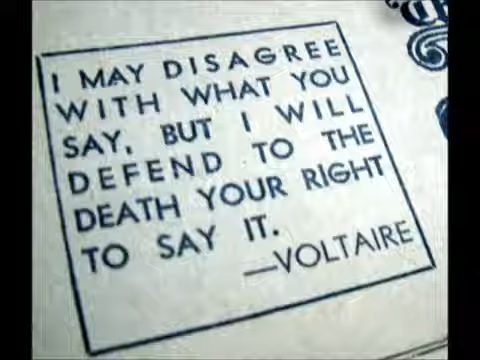 I MAY DISAGREE
WITH WHAT YOU
SAY, BUT I WILL
DEFEND TO THE
DEATH YOUR RIGHT
TO SAY IT.
—VOLTAIRE